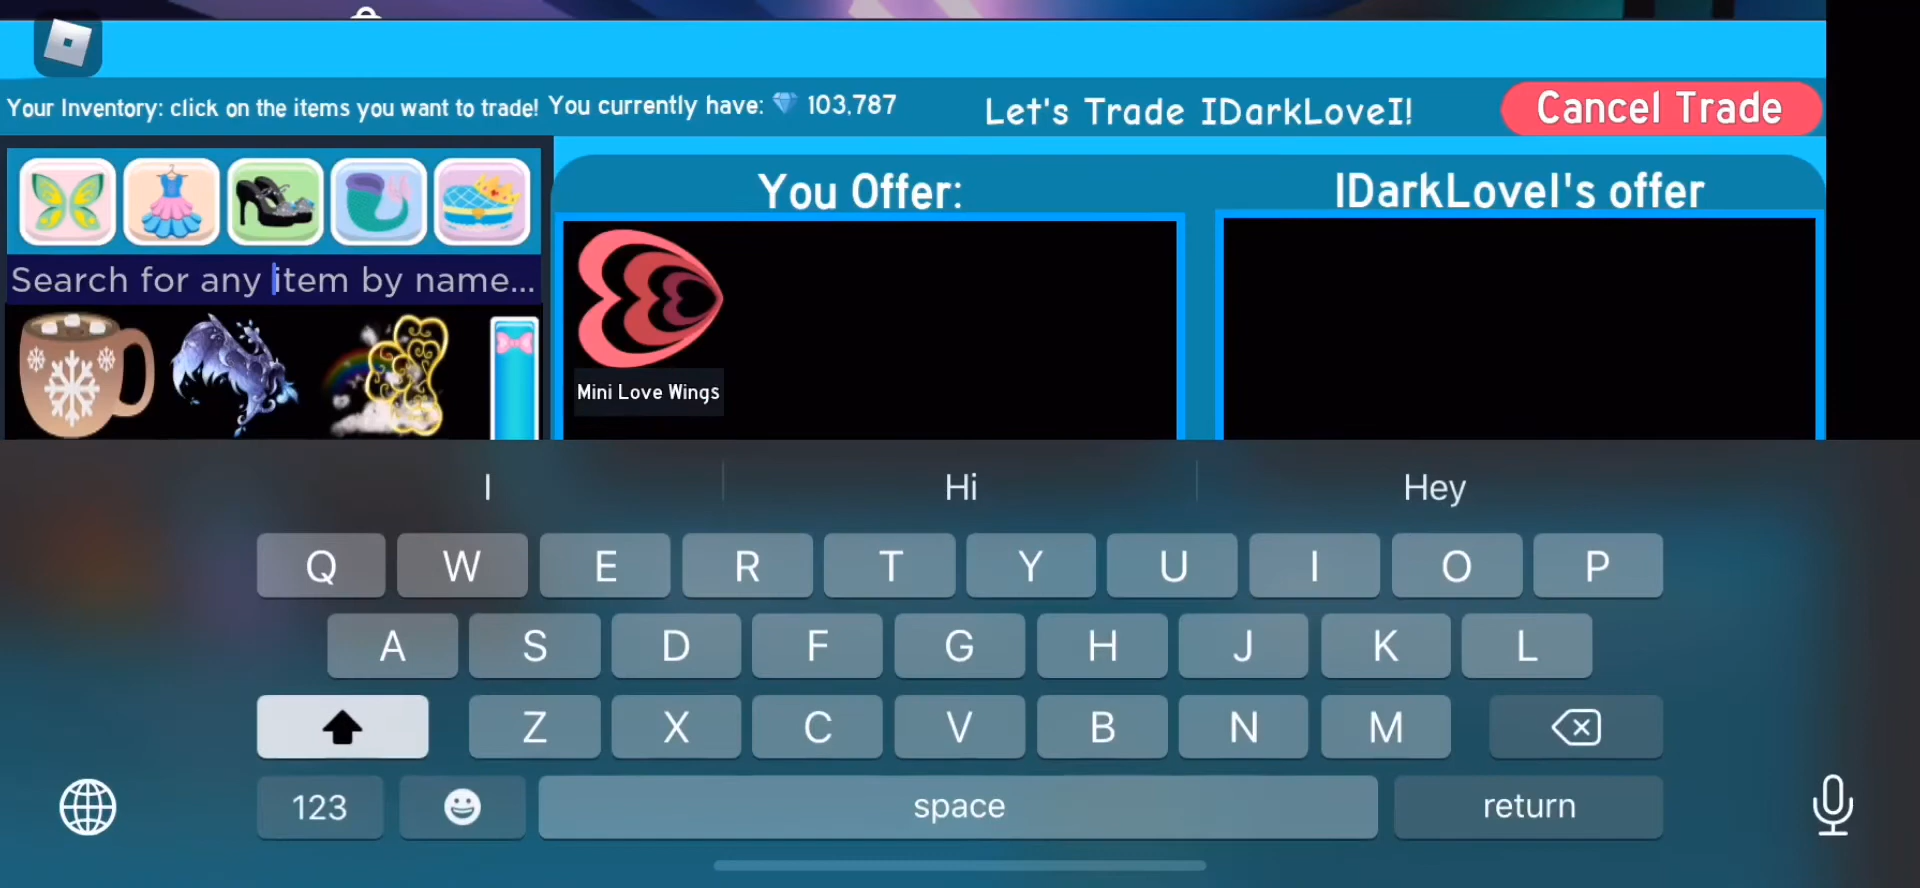 Your Inventory: click on the items you want to trade! You currently have: 103,787
Let's Trade IDarkLoveI!
Cancel Trade
You Offer:
IDarkLoveI's offer
Search for any item by name...
Mini Love Wings
I Hi Hey
Q W E R T Y U I O P
A S D F G H J K L
Z X C V B N M
123 space return